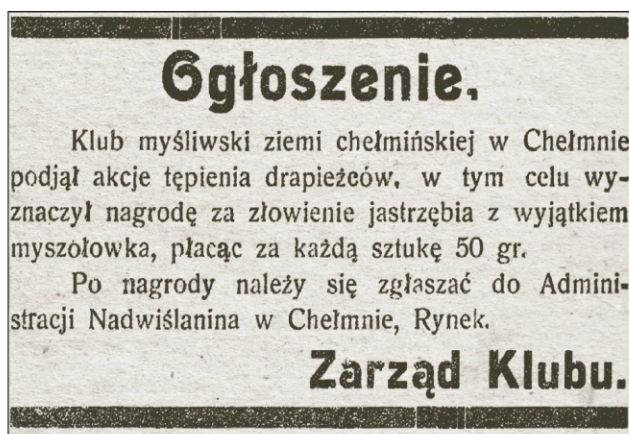 Ogłoszenie.
Klub myśliwski ziemi chełmińskiej w Chełmnie
podjął akcje tępienia drapieżców, w tym celu wy-
znaczył nagrodę za złowienie jastrzębia z wyjątkiem
myszołowka, płacąc za każdą sztukę 50 gr.
Po nagrody należy się zgłaszać do Admini-
stracji Nadwiślanina w Chełmnie, Rynek.
Zarząd Klubu.